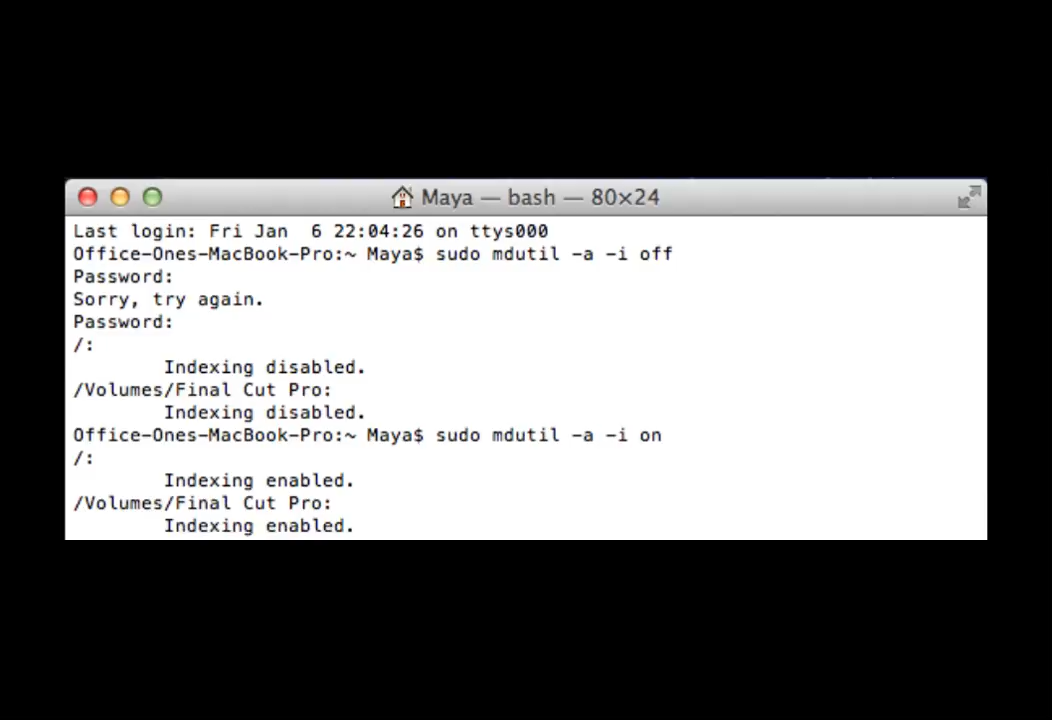 Maya — bash — 80×24
Last login: Fri Jan  6 22:04:26 on ttys000
Office-Ones-MacBook-Pro:~ Maya$ sudo mdutil -a -i off
Password:
Sorry, try again.
Password:
/:
        Indexing disabled.
/Volumes/Final Cut Pro:
        Indexing disabled.
Office-Ones-MacBook-Pro:~ Maya$ sudo mdutil -a -i on
/:
        Indexing enabled.
/Volumes/Final Cut Pro:
        Indexing enabled.